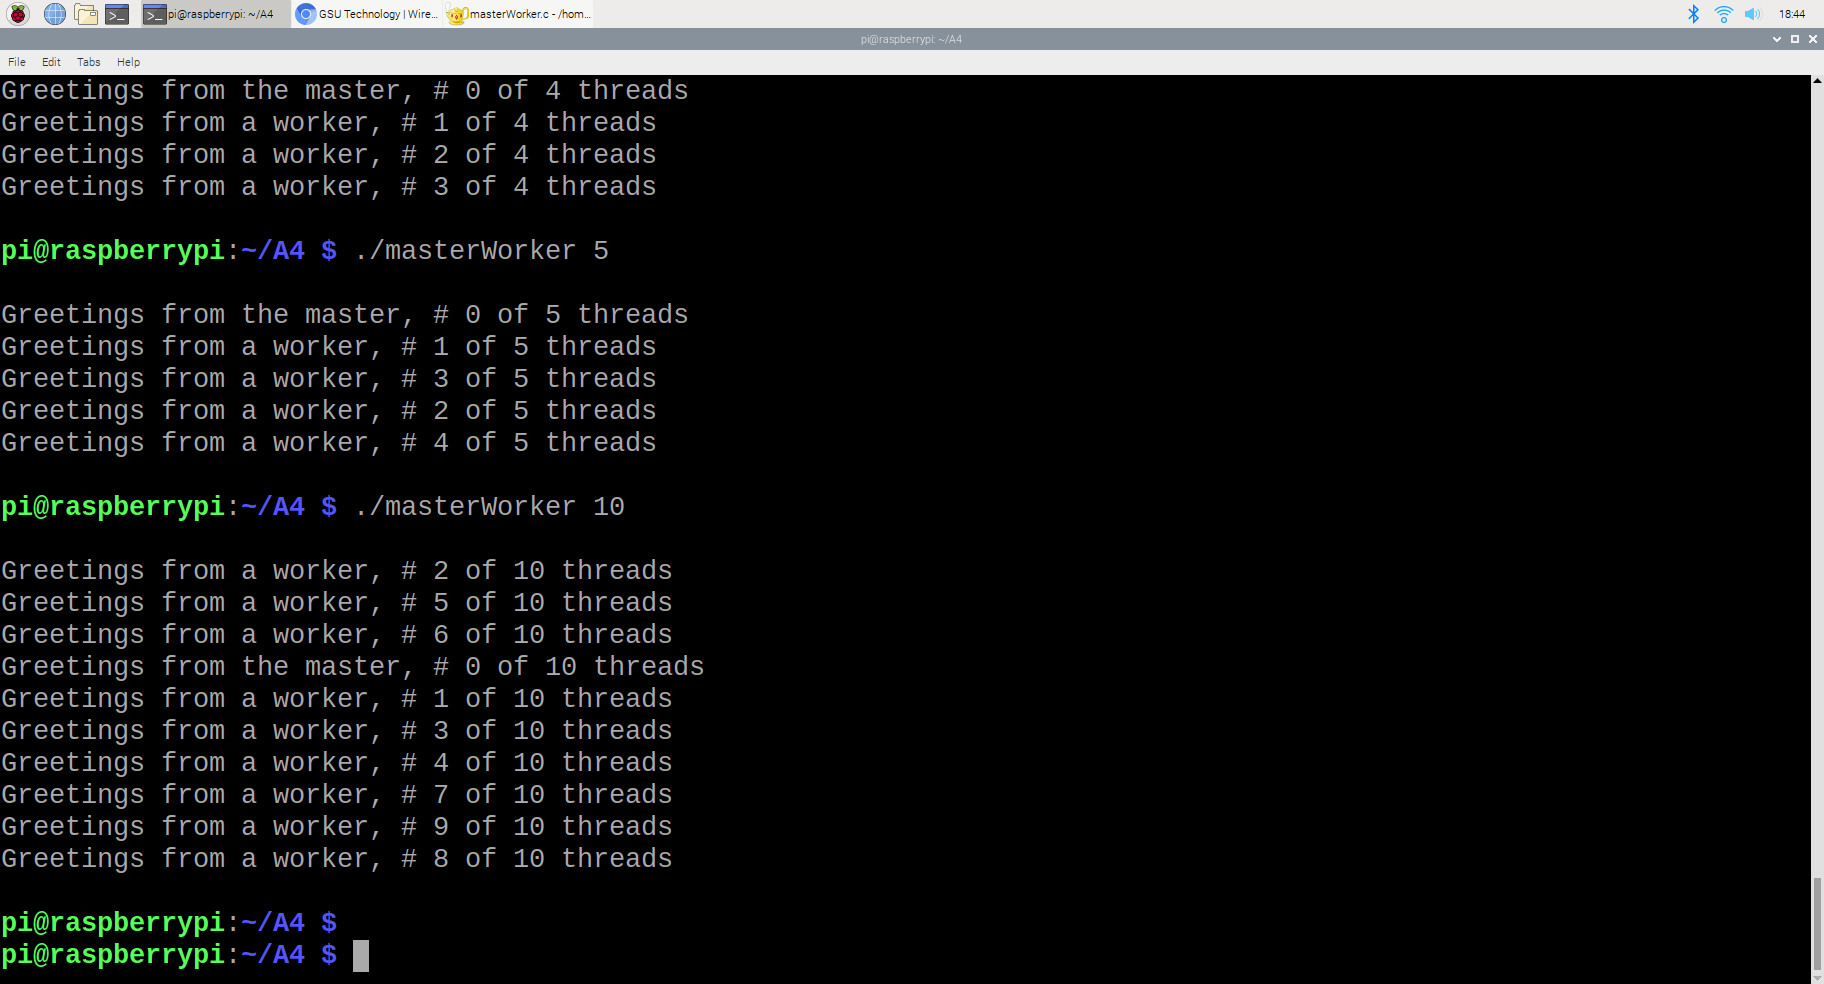 pi@raspberrypi: ~/A4 GSU Technology | Wire... masterWorker.c - /hom... 18:44
pi@raspberrypi: ~/A4
File Edit Tabs Help
Greetings from the master, # 0 of 4 threads
Greetings from a worker, # 1 of 4 threads
Greetings from a worker, # 2 of 4 threads
Greetings from a worker, # 3 of 4 threads
pi@raspberrypi:~/A4 $ ./masterWorker 5
Greetings from the master, # 0 of 5 threads
Greetings from a worker, # 1 of 5 threads
Greetings from a worker, # 3 of 5 threads
Greetings from a worker, # 2 of 5 threads
Greetings from a worker, # 4 of 5 threads
pi@raspberrypi:~/A4 $ ./masterWorker 10
Greetings from a worker, # 2 of 10 threads
Greetings from a worker, # 5 of 10 threads
Greetings from a worker, # 6 of 10 threads
Greetings from the master, # 0 of 10 threads
Greetings from a worker, # 1 of 10 threads
Greetings from a worker, # 3 of 10 threads
Greetings from a worker, # 4 of 10 threads
Greetings from a worker, # 7 of 10 threads
Greetings from a worker, # 9 of 10 threads
Greetings from a worker, # 8 of 10 threads
pi@raspberrypi:~/A4 $
pi@raspberrypi:~/A4 $